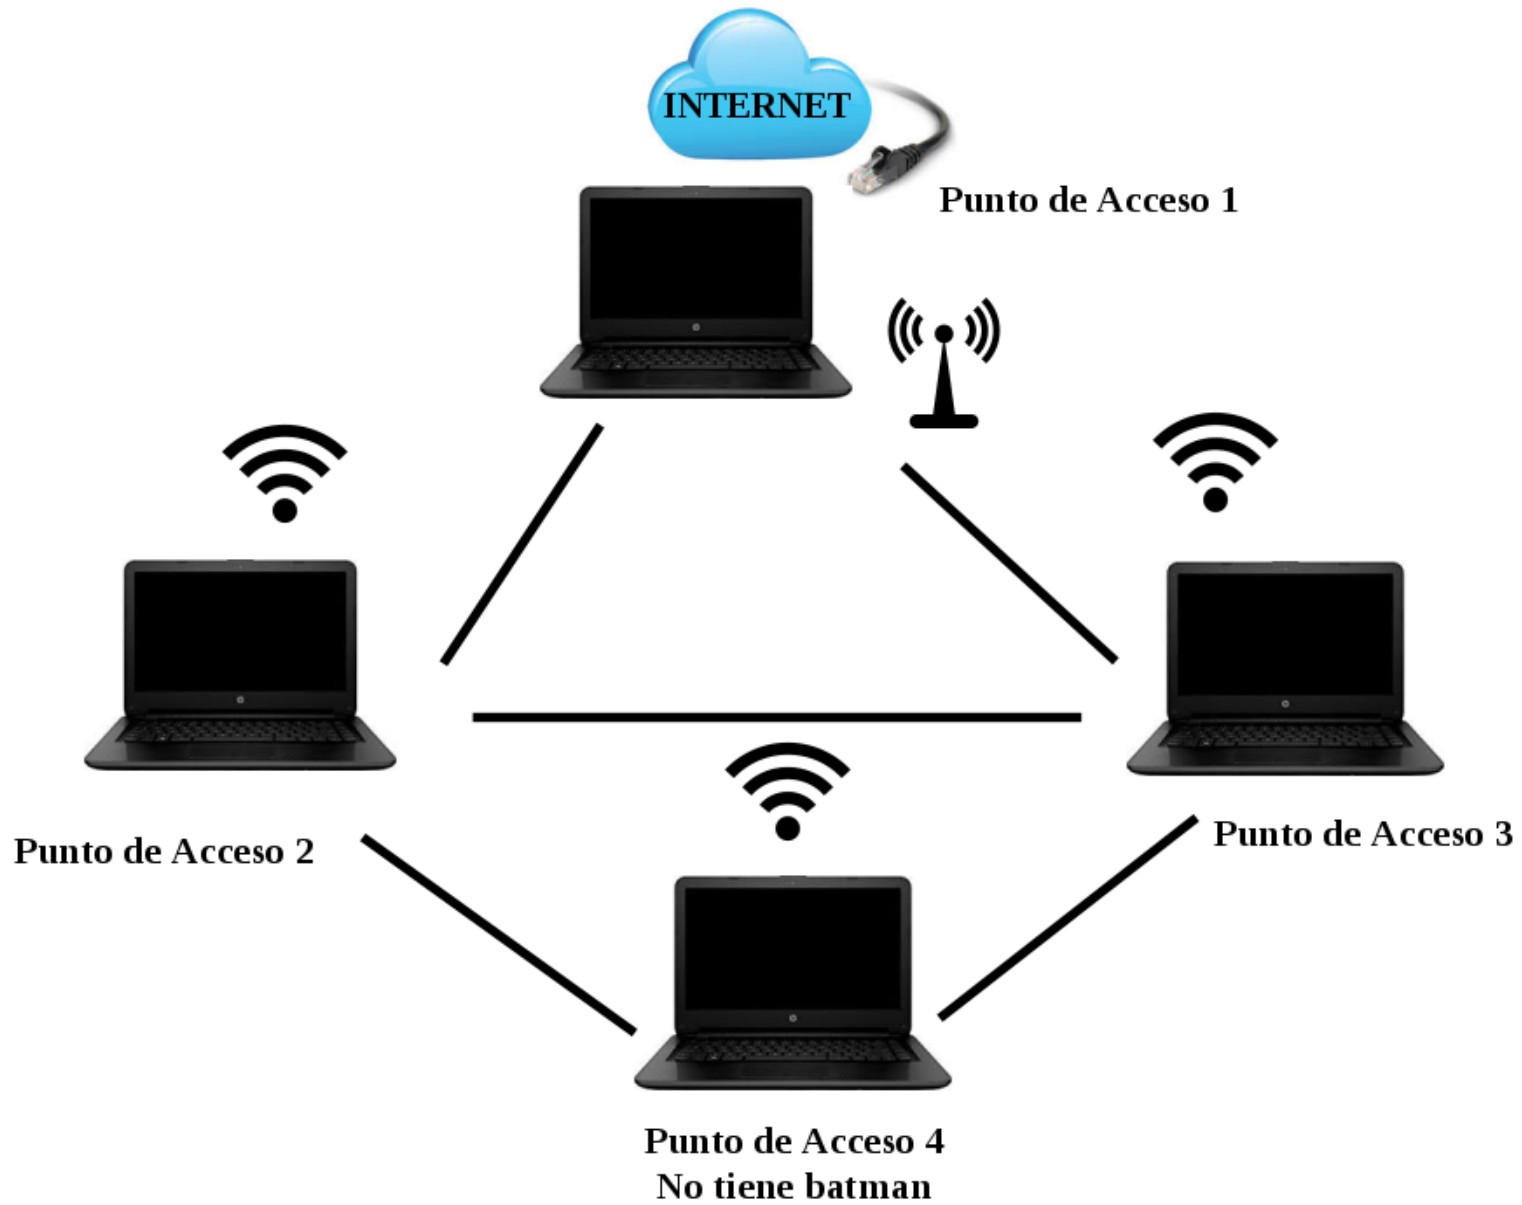 INTERNET
Punto de Acceso 1
Punto de Acceso 2
Punto de Acceso 3
Punto de Acceso 4
No tiene batman